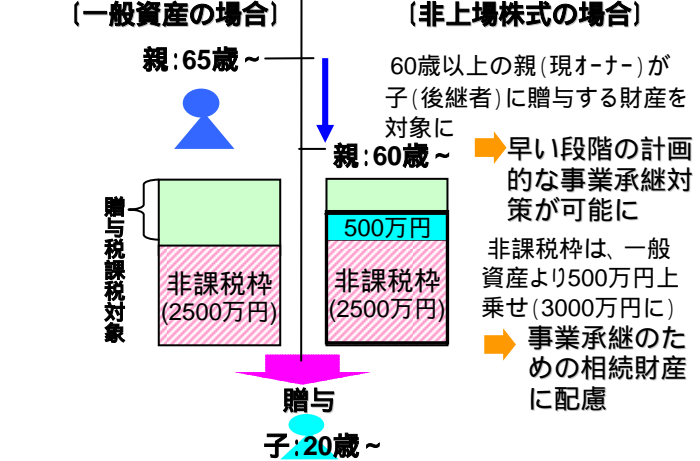 〔一般資産の場合〕
〔非上場株式の場合〕
親:65歳~
60歳以上の親(現オーナー)が
子(後継者)に贈与する財産を
対象に
親:60歳~
早い段階の計画
的な事業承継対
策が可能に
贈与税課税対象
500万円
非課税枠
(2500万円)
非課税枠
(2500万円)
非課税枠は、一般
資産より500万円上
乗せ(3000万円に)
事業承継のた
めの相続財産
に配慮
贈与
子:20歳~